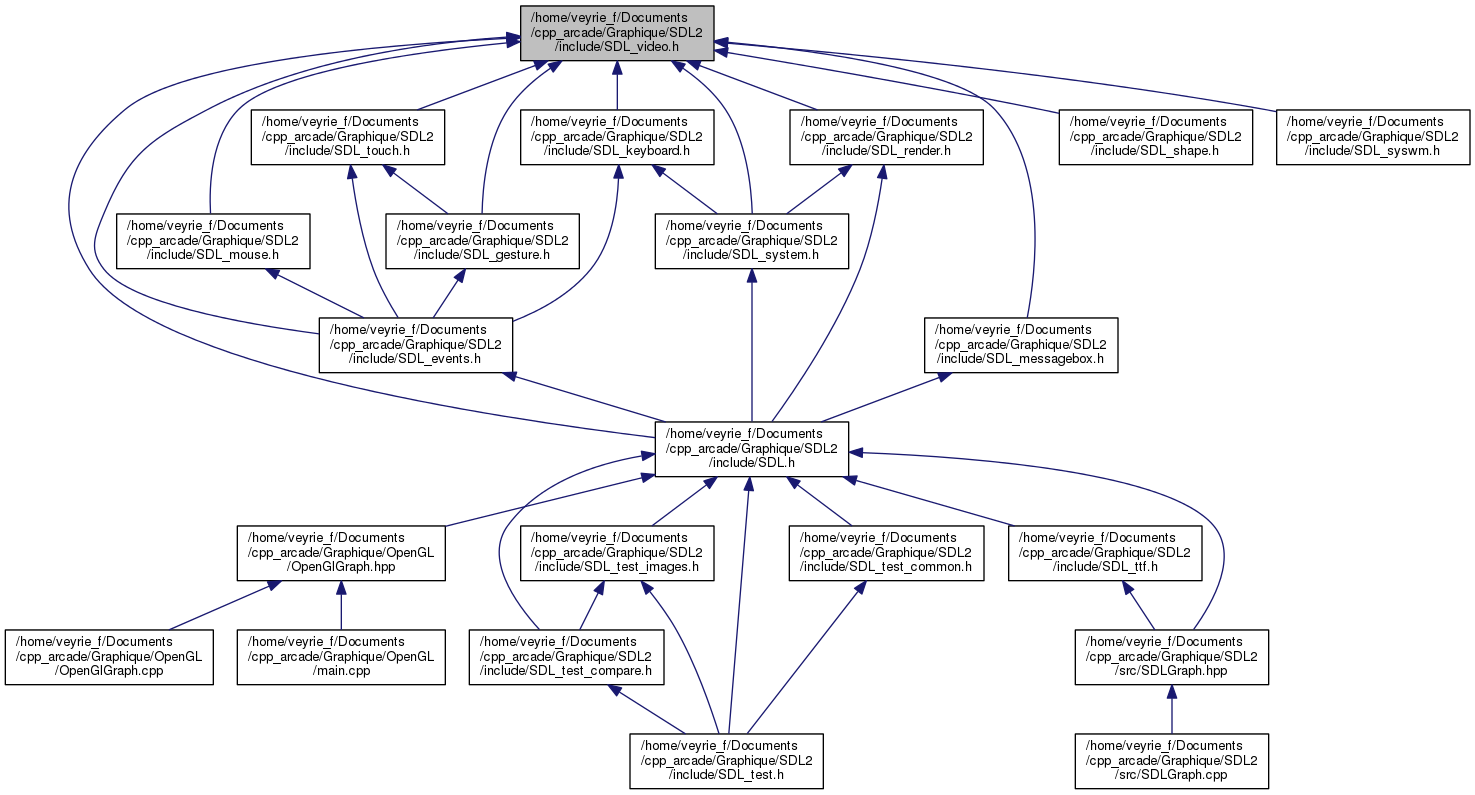 /home/veyrie_f/Documents
/cpp_arcade/Graphique/SDL2
/include/SDL_video.h
/home/veyrie_f/Documents
/cpp_arcade/Graphique/SDL2
/include/SDL_touch.h
/home/veyrie_f/Documents
/cpp_arcade/Graphique/SDL2
/include/SDL_keyboard.h
/home/veyrie_f/Documents
/cpp_arcade/Graphique/SDL2
/include/SDL_render.h
/home/veyrie_f/Documents
/cpp_arcade/Graphique/SDL2
/include/SDL_shape.h
/home/veyrie_f/Documents
/cpp_arcade/Graphique/SDL2
/include/SDL_syswm.h
/home/veyrie_f/Documents
/cpp_arcade/Graphique/SDL2
/include/SDL_mouse.h
/home/veyrie_f/Documents
/cpp_arcade/Graphique/SDL2
/include/SDL_gesture.h
/home/veyrie_f/Documents
/cpp_arcade/Graphique/SDL2
/include/SDL_system.h
/home/veyrie_f/Documents
/cpp_arcade/Graphique/SDL2
/include/SDL_events.h
/home/veyrie_f/Documents
/cpp_arcade/Graphique/SDL2
/include/SDL_messagebox.h
/home/veyrie_f/Documents
/cpp_arcade/Graphique/SDL2
/include/SDL.h
/home/veyrie_f/Documents
/cpp_arcade/Graphique/OpenGL
/OpenGlGraph.hpp
/home/veyrie_f/Documents
/cpp_arcade/Graphique/SDL2
/include/SDL_test_images.h
/home/veyrie_f/Documents
/cpp_arcade/Graphique/SDL2
/include/SDL_test_common.h
/home/veyrie_f/Documents
/cpp_arcade/Graphique/SDL2
/include/SDL_ttf.h
/home/veyrie_f/Documents
/cpp_arcade/Graphique/OpenGL
/OpenGlGraph.cpp
/home/veyrie_f/Documents
/cpp_arcade/Graphique/OpenGL
/main.cpp
/home/veyrie_f/Documents
/cpp_arcade/Graphique/SDL2
/include/SDL_test_compare.h
/home/veyrie_f/Documents
/cpp_arcade/Graphique/SDL2
/src/SDLGraph.hpp
/home/veyrie_f/Documents
/cpp_arcade/Graphique/SDL2
/include/SDL_test.h
/home/veyrie_f/Documents
/cpp_arcade/Graphique/SDL2
/src/SDLGraph.cpp